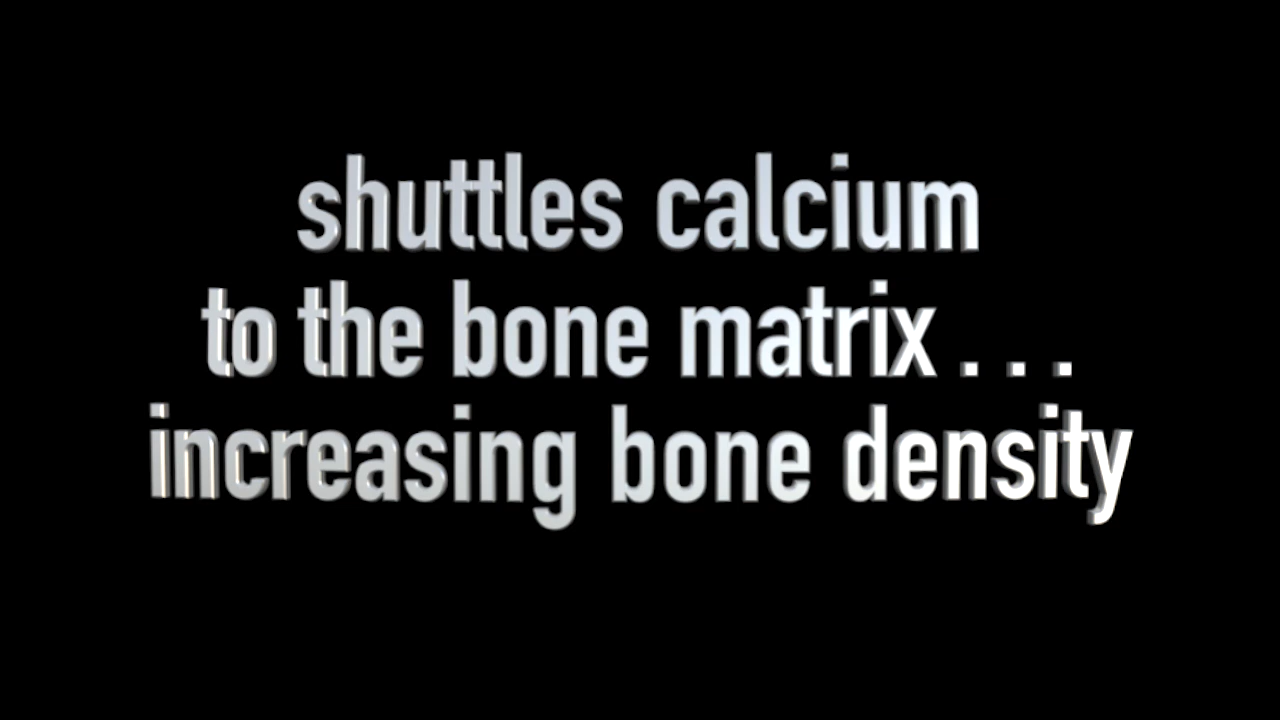 shuttles calcium
to the bone matrix . . .
increasing bone density